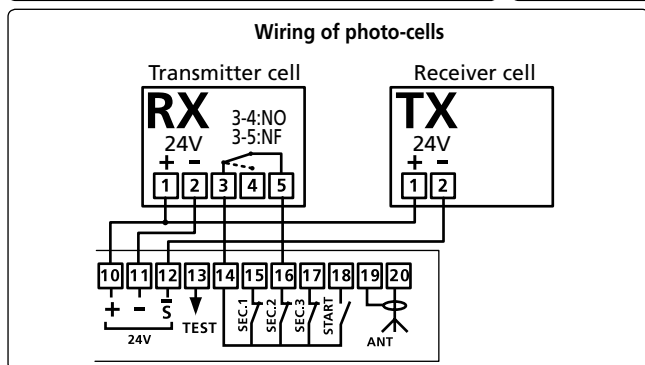 Wiring of photo-cells
Transmitter cell
Receiver cell
RX
3-4:NO
3-5:NF
24V
+ -
1 2 3 4 5
TX
24V
+ -
1 2
10 11 12 13 14 15 16 17 18 19 20
+ - S
24V
TEST
SEC.1
SEC.2
SEC.3
START
ANT